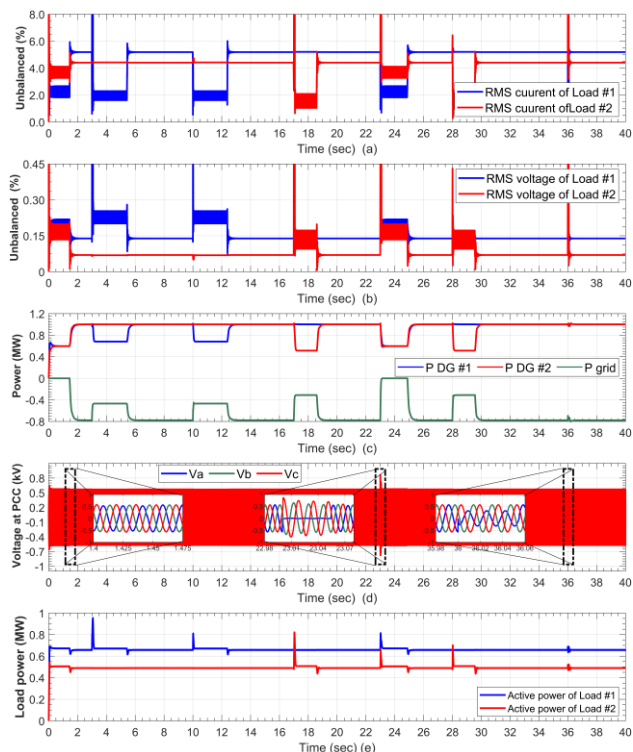 Unbalanced (%)
8.0
6.0
4.0
2.0
0.0
RMS cuurent of Load #1
RMS cuurent ofLoad #2
0 2 4 6 8 10 12 14 16 18 20 22 24 26 28 30 32 34 36 38 40
Time (sec) (a)
Unbalanced (%)
0.45
0.30
0.15
0
RMS voltage of Load #1
RMS voltage of Load #2
0 2 4 6 8 10 12 14 16 18 20 22 24 26 28 30 32 34 36 38 40
Time (sec) (b)
Power (MW)
1.2
0.8
0.4
0
-0.4
-0.8
P DG #1 P DG #2 P grid
0 2 4 6 8 10 12 14 16 18 20 22 24 26 28 30 32 34 36 38 40
Time (sec) (c)
Voltage at PCC (kV)
0.8
0.5
0.2
-0.1
-0.4
-0.7
-1
Va Vb Vc
0.5
0
1.4 1.425 1.45 1.475
0.5
0
22.98 23.01 23.04 23.07
0.5
0
35.98 36 36.02 36.04 36.06
0 2 4 6 8 10 12 14 16 18 20 22 24 26 28 30 32 34 36 38 40
Time (sec) (d)
Load power (MW)
1
0.8
0.6
0.4
0.2
0
Active power of Load #1
Active power of Load #2
0 2 4 6 8 10 12 14 16 18 20 22 24 26 28 30 32 34 36 38 40
Time (sec) (e)